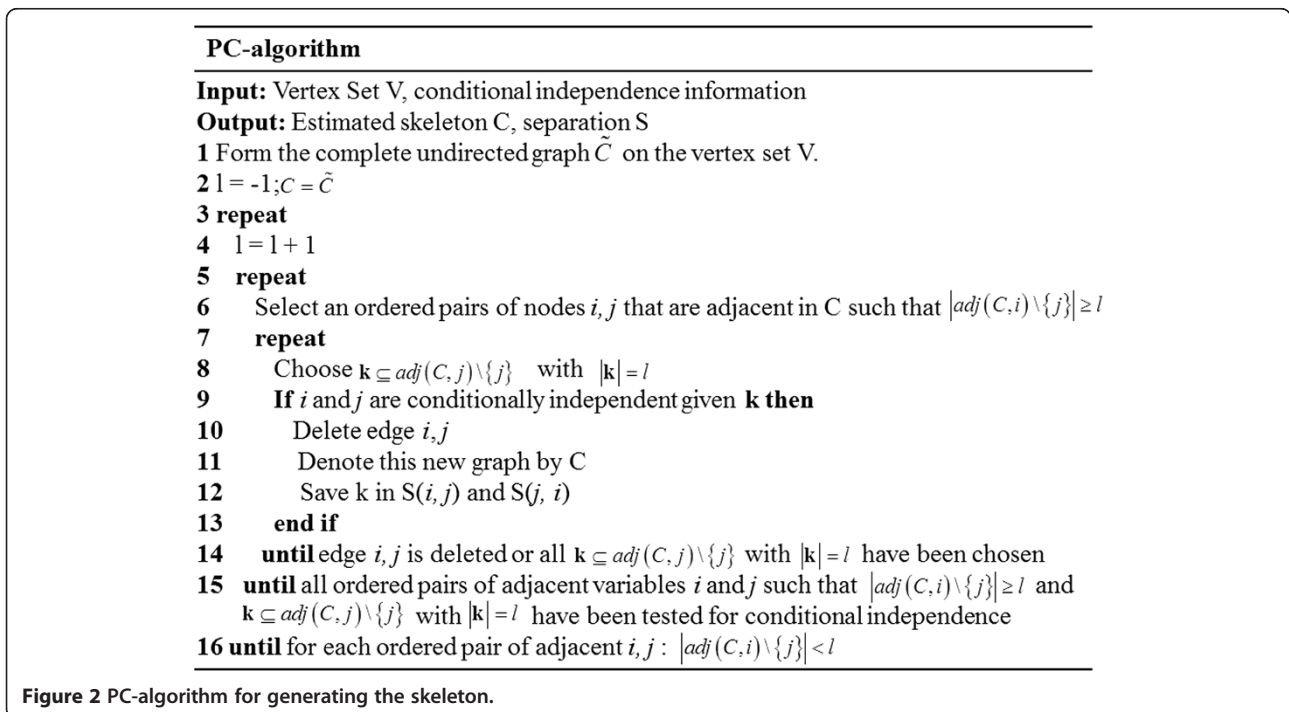 PC-algorithm
Input: Vertex Set V, conditional independence information
Output: Estimated skeleton C, separation S
1 Form the complete undirected graph C̃ on the vertex set V.
2 l = -1;C = C̃
3 repeat
4 l = l + 1
5 repeat
6 Select an ordered pairs of nodes i, j that are adjacent in C such that |adj(C,i)\{j}| ≥ l
7 repeat
8 Choose k ⊆ adj(C, j)\{j} with |k| = l
9 If i and j are conditionally independent given k then
10 Delete edge i, j
11 Denote this new graph by C
12 Save k in S(i, j) and S(j, i)
13 end if
14 until edge i, j is deleted or all k ⊆ adj(C, j)\{j} with |k| = l have been chosen
15 until all ordered pairs of adjacent variables i and j such that |adj(C,i)\{j}| ≥ l and
k ⊆ adj(C, j)\{j} with |k| = l have been tested for conditional independence
16 until for each ordered pair of adjacent i, j : |adj(C,i)\{j}| < l
Figure 2 PC-algorithm for generating the skeleton.